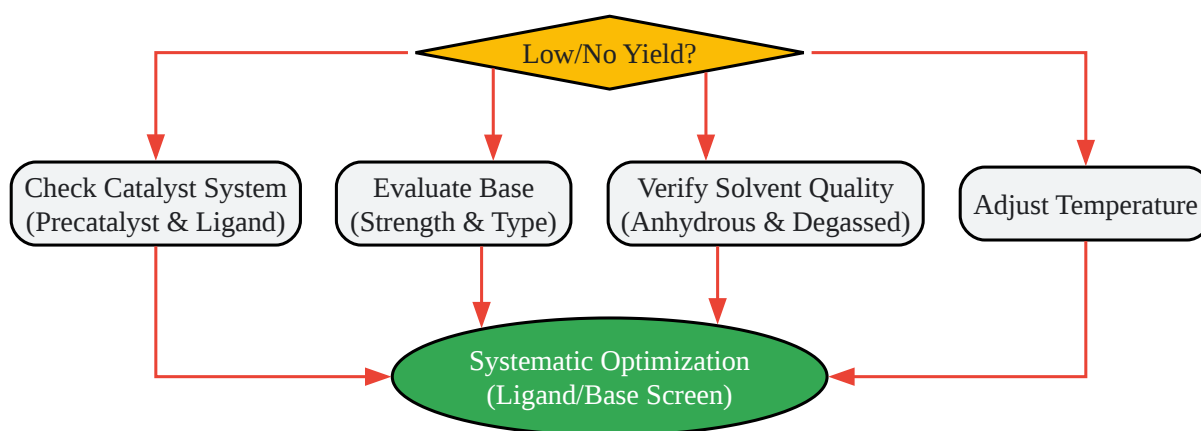 Low/No Yield?
Check Catalyst System
(Precatalyst & Ligand)
Evaluate Base
(Strength & Type)
Verify Solvent Quality
(Anhydrous & Degassed)
Adjust Temperature
Systematic Optimization
(Ligand/Base Screen)